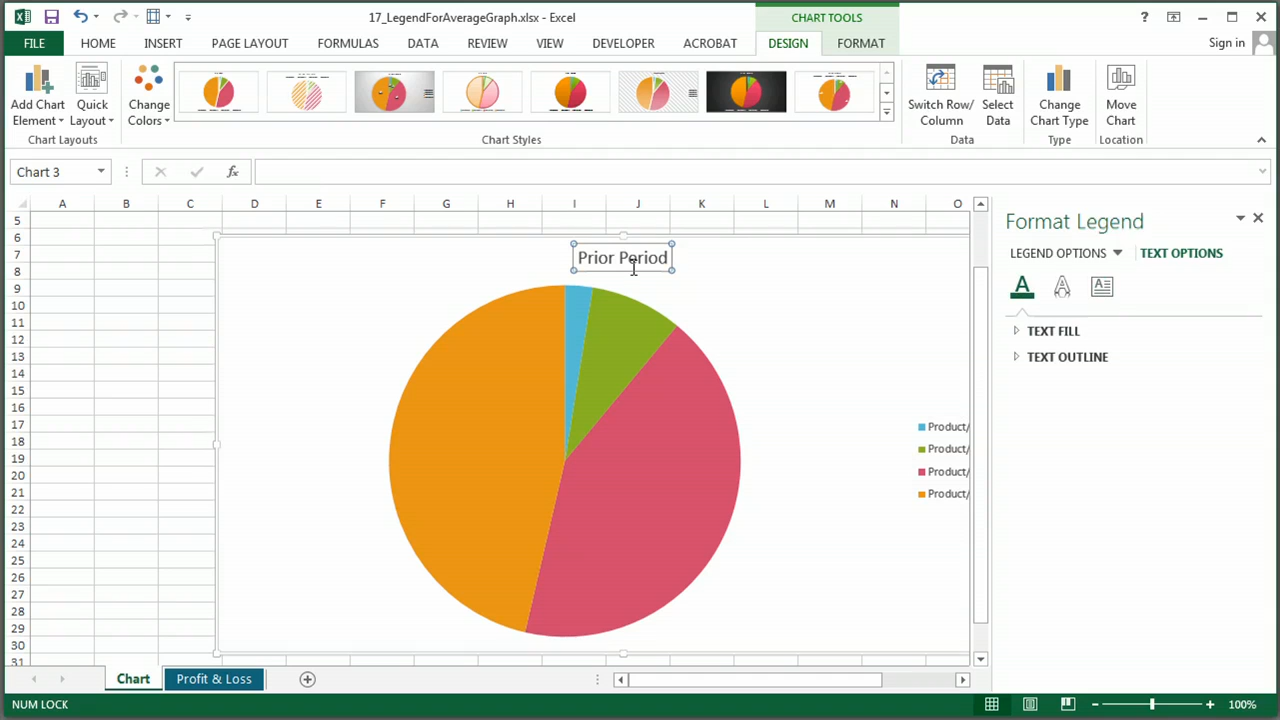 17_LegendForAverageGraph.xlsx - Excel
CHART TOOLS
?
FILE HOME INSERT PAGE LAYOUT FORMULAS DATA REVIEW VIEW DEVELOPER ACROBAT DESIGN FORMAT Sign in
Add Chart Element
Quick Layout
Change Colors
Switch Row/ Column
Select Data
Change Chart Type
Move Chart
Chart Layouts Chart Styles Data Type Location
Chart 3 fx
A B C D E F G H I J K L M N O
5
6
7
8
9
10
11
12
13
14
15
16
17
18
19
20
21
22
23
24
25
26
27
28
29
30
31
Prior Period
Product/
Product/
Product/
Product/
Format Legend
LEGEND OPTIONS TEXT OPTIONS
A A A
TEXT FILL
TEXT OUTLINE
Chart Profit & Loss
NUM LOCK 100%